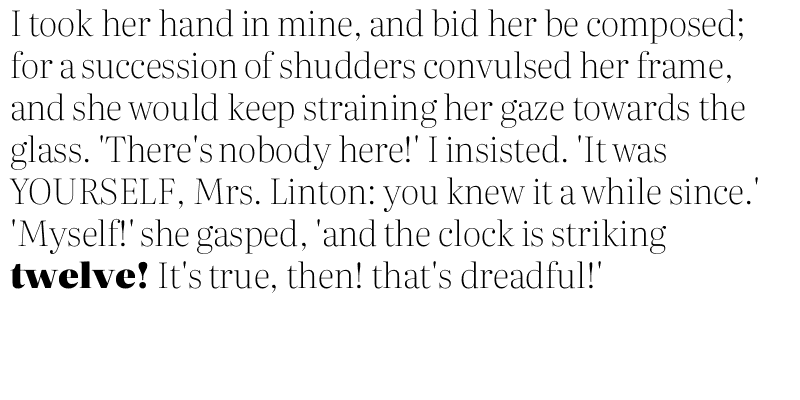 I took her hand in mine, and bid her be composed;
for a succession of shudders convulsed her frame,
and she would keep straining her gaze towards the
glass. 'There's nobody here!' I insisted. 'It was
YOURSELF, Mrs. Linton: you knew it a while since.'
'Myself!' she gasped, 'and the clock is striking
twelve! It's true, then! that's dreadful!'